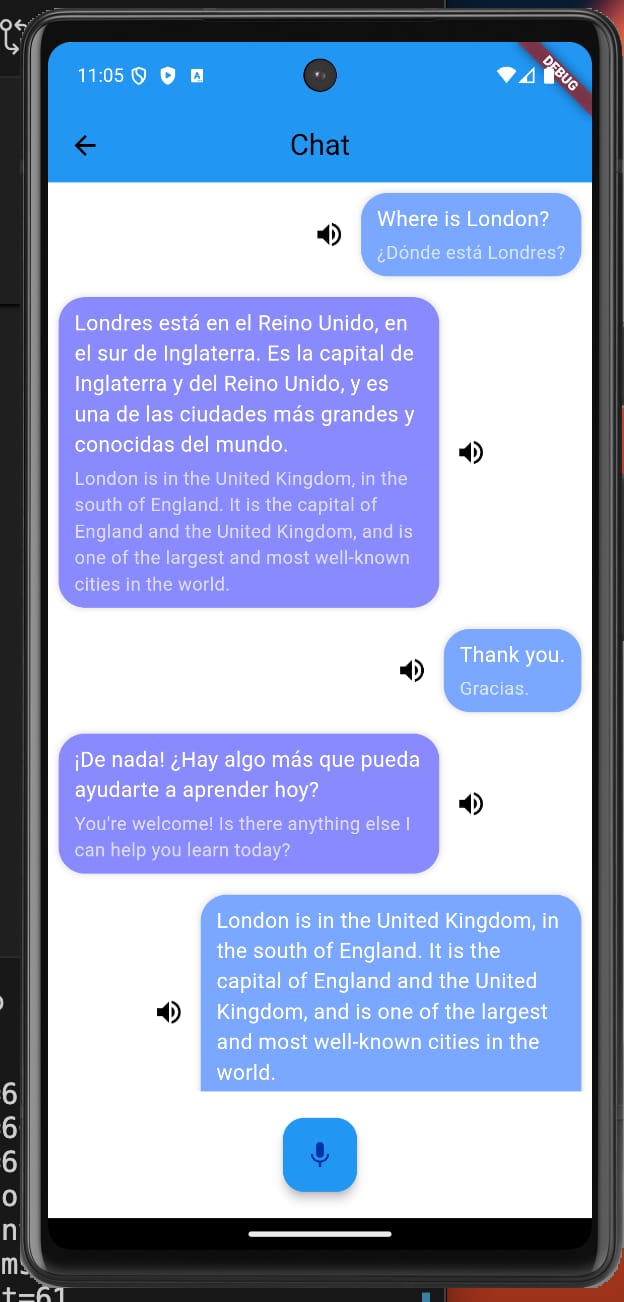 11:05
DEBUG
Chat
Where is London?
¿Dónde está Londres?
Londres está en el Reino Unido, en
el sur de Inglaterra. Es la capital de
Inglaterra y del Reino Unido, y es
una de las ciudades más grandes y
conocidas del mundo.
London is in the United Kingdom, in the
south of England. It is the capital of
England and the United Kingdom, and is
one of the largest and most well-known
cities in the world.
Thank you.
Gracias.
¡De nada! ¿Hay algo más que pueda
ayudarte a aprender hoy?
You're welcome! Is there anything else I
can help you learn today?
London is in the United Kingdom, in
the south of England. It is the
capital of England and the United
Kingdom, and is one of the largest
and most well-known cities in the
world.
t=61